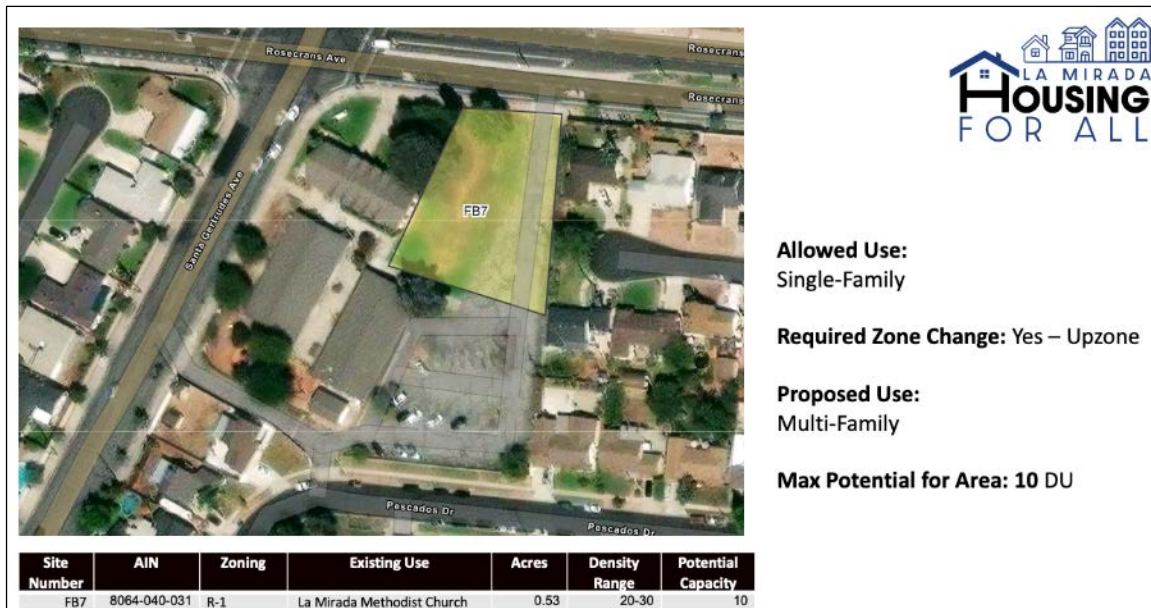 Rosecrans Ave
Rosecrans
Rosecrans
Santa Gertrudes Ave
FB7
Pescados Dr
Pescados Dr
LA MIRADA
HOUSING
FOR ALL
Allowed Use:
Single-Family
Required Zone Change: Yes – Upzone
Proposed Use:
Multi-Family
Max Potential for Area: 10 DU
Site Number AIN Zoning Existing Use Acres Density Range Potential Capacity
FB7 8064-040-031 R-1 La Mirada Methodist Church 0.53 20-30 10